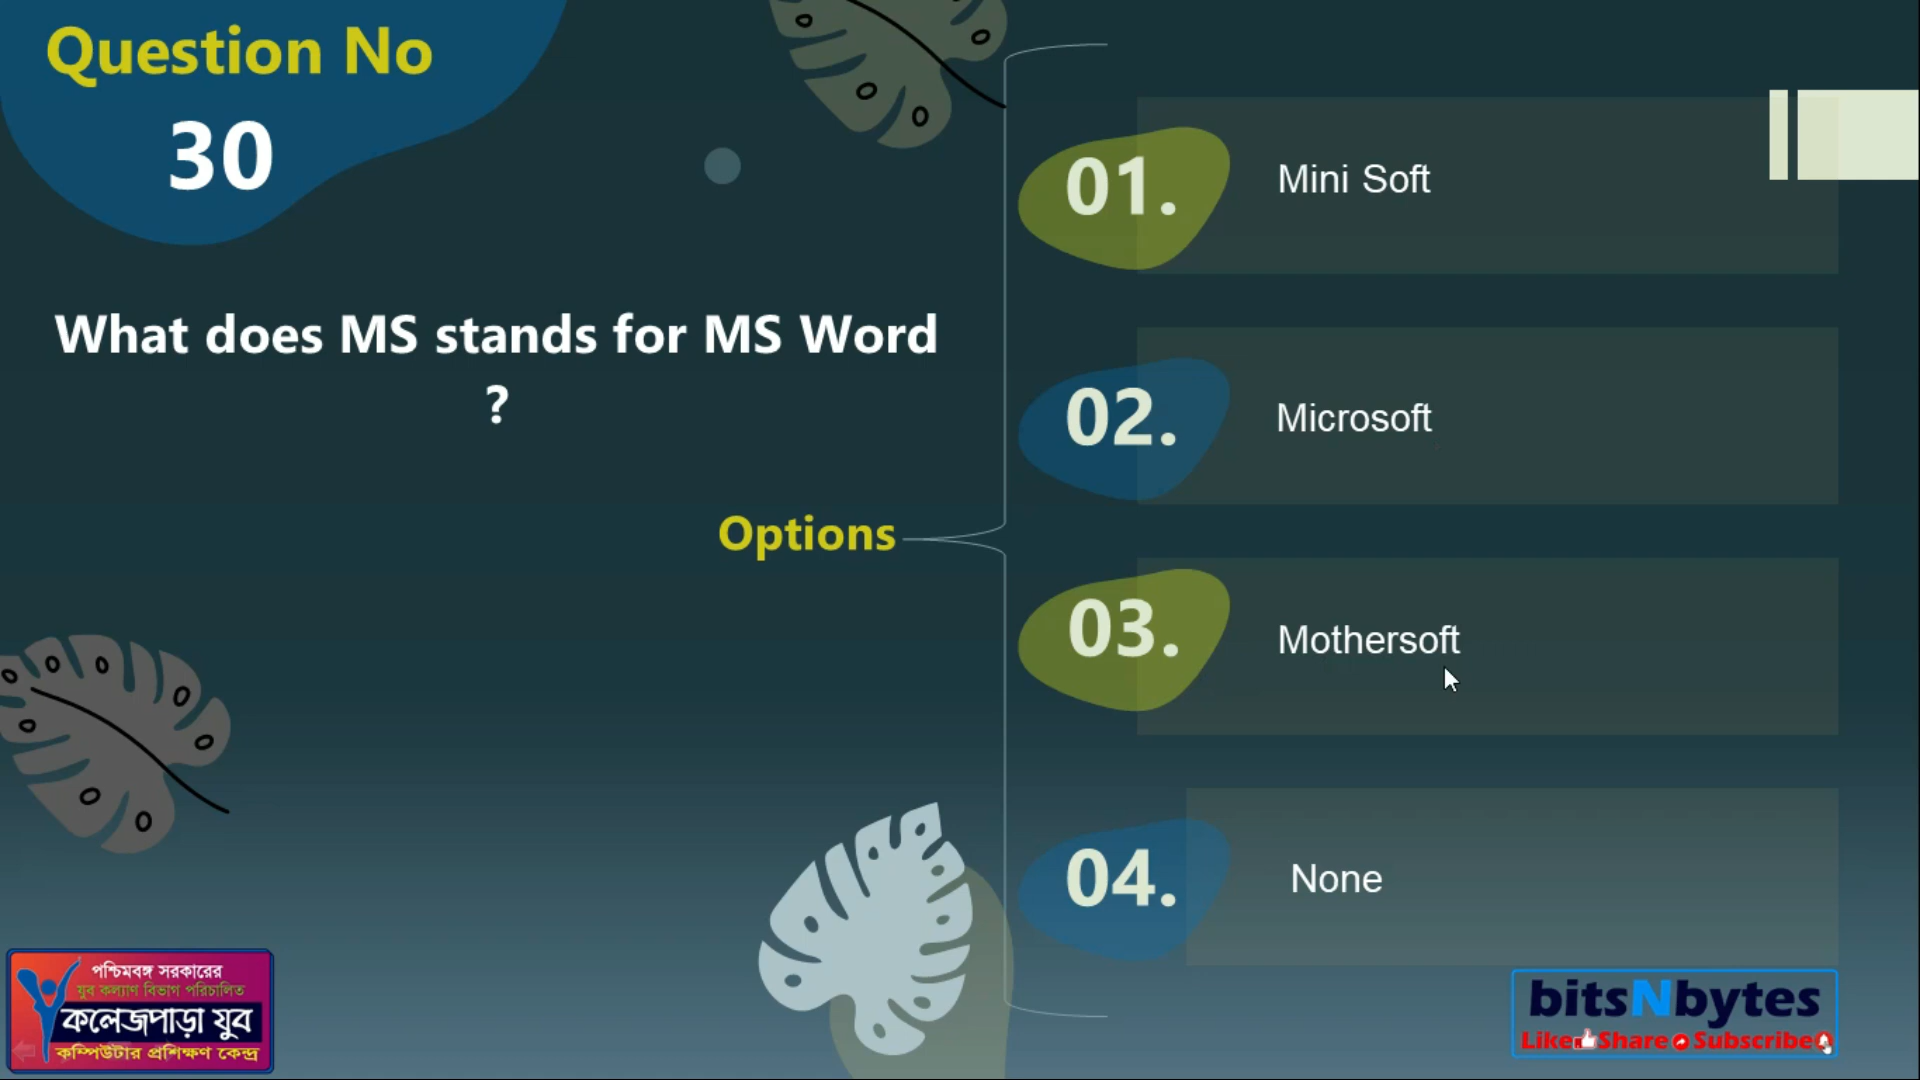 Question No
30
What does MS stands for MS Word
?
Options
01.
Mini Soft
02.
Microsoft
03.
Mothersoft
04.
None
পশ্চিমবঙ্গ সরকারের
যুব কল্যাণ বিভাগ পরিচালিত
কলেজপাড়া যুব
কম্পিউটার প্রশিক্ষণ কেন্দ্র
bitsNbytes
Like Share Subscribe